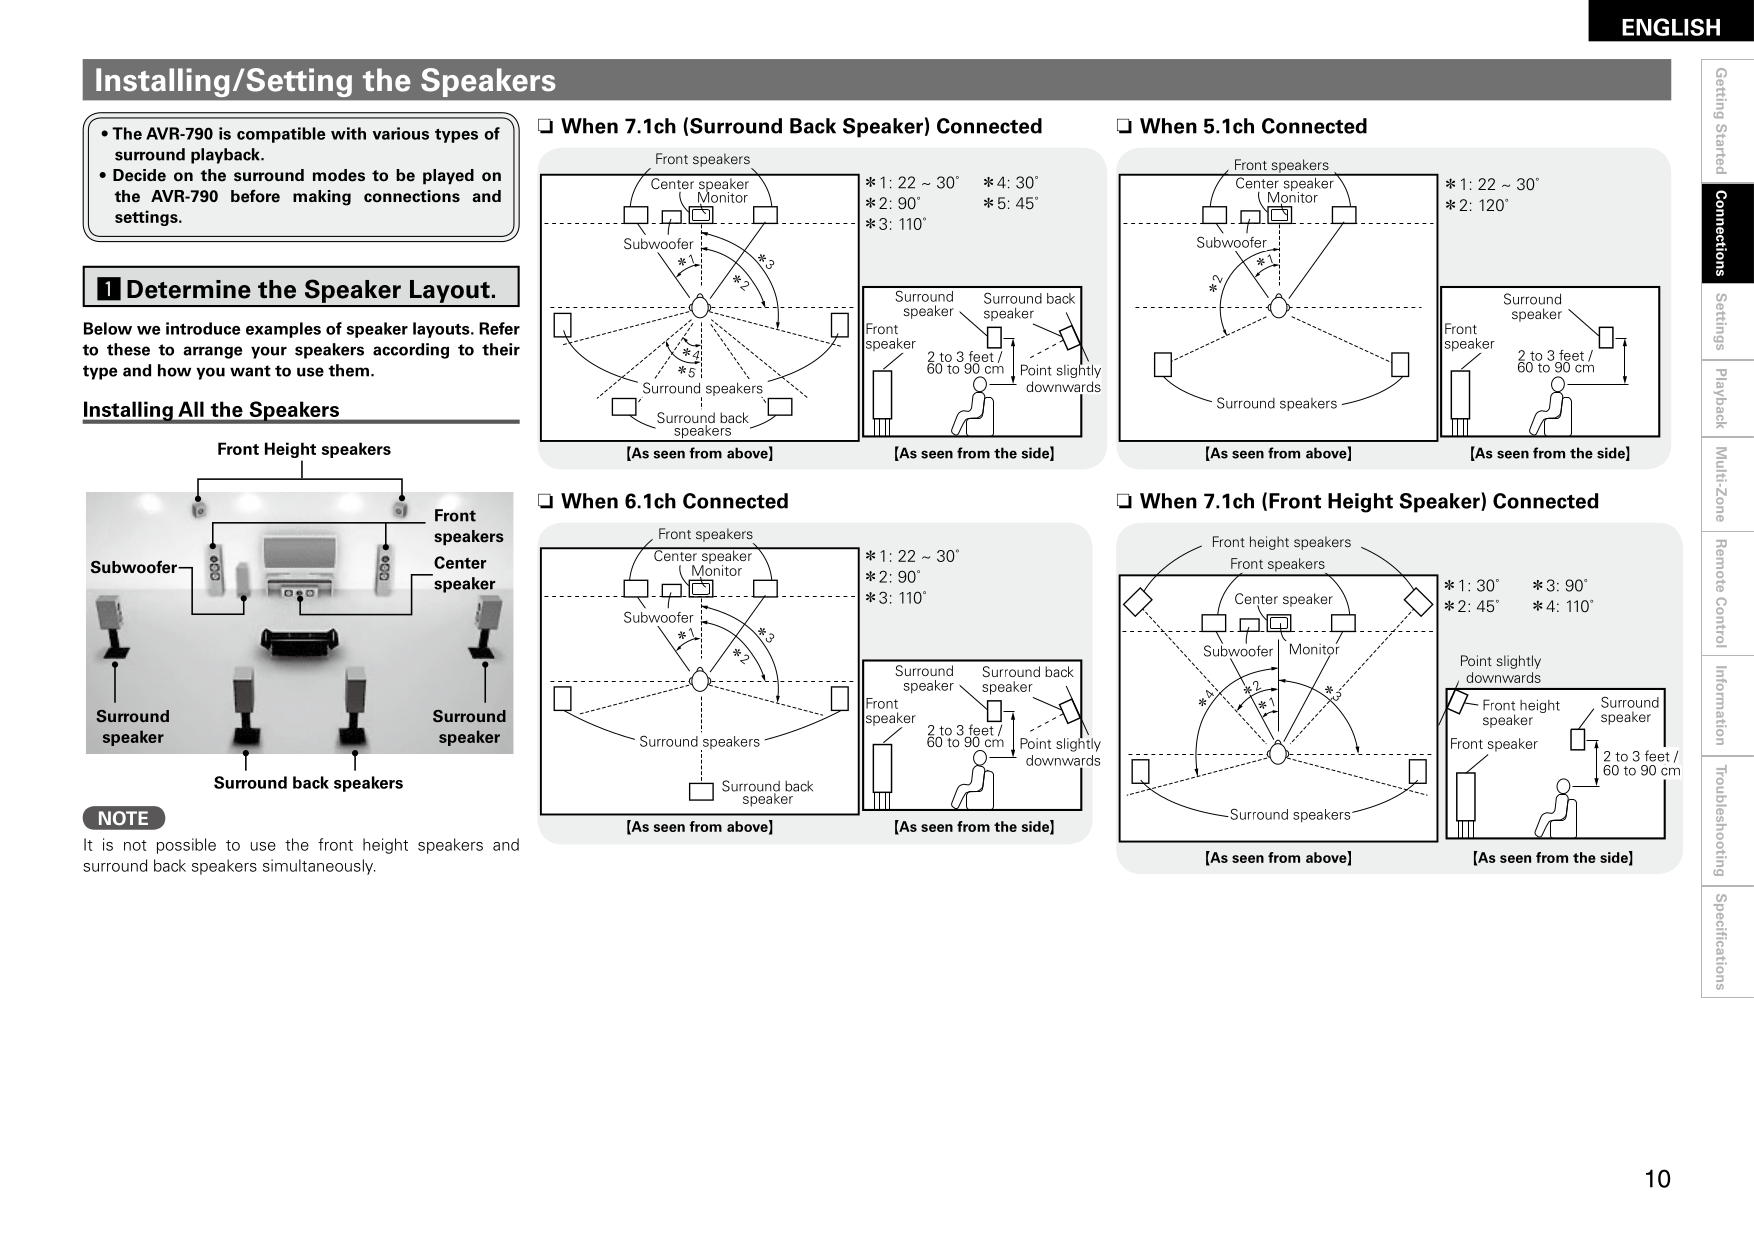 ENGLISH
Installing/Setting the Speakers
• The AVR-790 is compatible with various types of
surround playback.
• Decide on the surround modes to be played on
the AVR-790 before making connections and
settings.
1 Determine the Speaker Layout.
Below we introduce examples of speaker layouts. Refer
to these to arrange your speakers according to their
type and how you want to use them.
Installing All the Speakers
Front Height speakers
Front
speakers
Subwoofer
Center
speaker
Surround
speaker
Surround
speaker
Surround back speakers
NOTE
It is not possible to use the front height speakers and
surround back speakers simultaneously.
❏ When 7.1ch (Surround Back Speaker) Connected
Front speakers
Center speaker
Monitor
Subwoofer
*1
*3
*2
*4
*5
Surround speakers
Surround back
speakers
[As seen from above]
*1: 22 ~ 30˚ *4: 30˚
*2: 90˚ *5: 45˚
*3: 110˚
Surround
speaker
Surround back
speaker
Front
speaker
2 to 3 feet /
60 to 90 cm
Point slightly
downwards
[As seen from the side]
❏ When 6.1ch Connected
Front speakers
Center speaker
Monitor
Subwoofer
*1
*3
*2
Surround speakers
Surround back
speaker
[As seen from above]
*1: 22 ~ 30˚
*2: 90˚
*3: 110˚
Surround
speaker
Surround back
speaker
Front
speaker
2 to 3 feet /
60 to 90 cm
Point slightly
downwards
[As seen from the side]
❏ When 5.1ch Connected
Front speakers
Center speaker
Monitor
Subwoofer
*1
*2
Surround speakers
[As seen from above]
*1: 22 ~ 30˚
*2: 120˚
Surround
speaker
Front
speaker
2 to 3 feet /
60 to 90 cm
[As seen from the side]
❏ When 7.1ch (Front Height Speaker) Connected
Front height speakers
Front speakers
Center speaker
Subwoofer
Monitor
*4
*2
*1
*3
Surround speakers
[As seen from above]
*1: 30˚ *3: 90˚
*2: 45˚ *4: 110˚
Point slightly
downwards
Front height
speaker
Surround
speaker
Front speaker
2 to 3 feet /
60 to 90 cm
[As seen from the side]
Getting Started
Connections
Settings
Playback
Multi-Zone
Remote Control
Information
Troubleshooting
Specifications
10